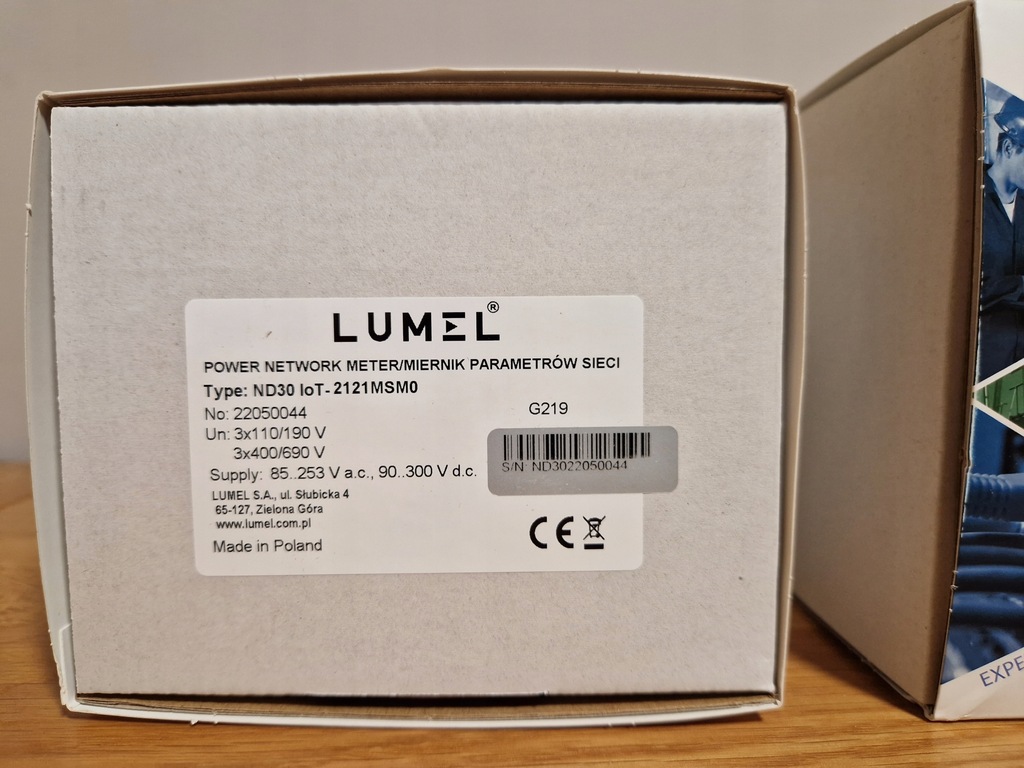 LUMEL®
POWER NETWORK METER/MIERNIK PARAMETRÓW SIECI
Type: ND30 IoT- 2121MSM0
No: 22050044
G219
Un: 3x110/190 V
3x400/690 V
S/N: ND3022050044
Supply: 85..253 V a.c., 90..300 V d.c.
LUMEL S.A., ul. Słubicka 4
65-127, Zielona Góra
www.lumel.com.pl
Made in Poland
CE
EXPE